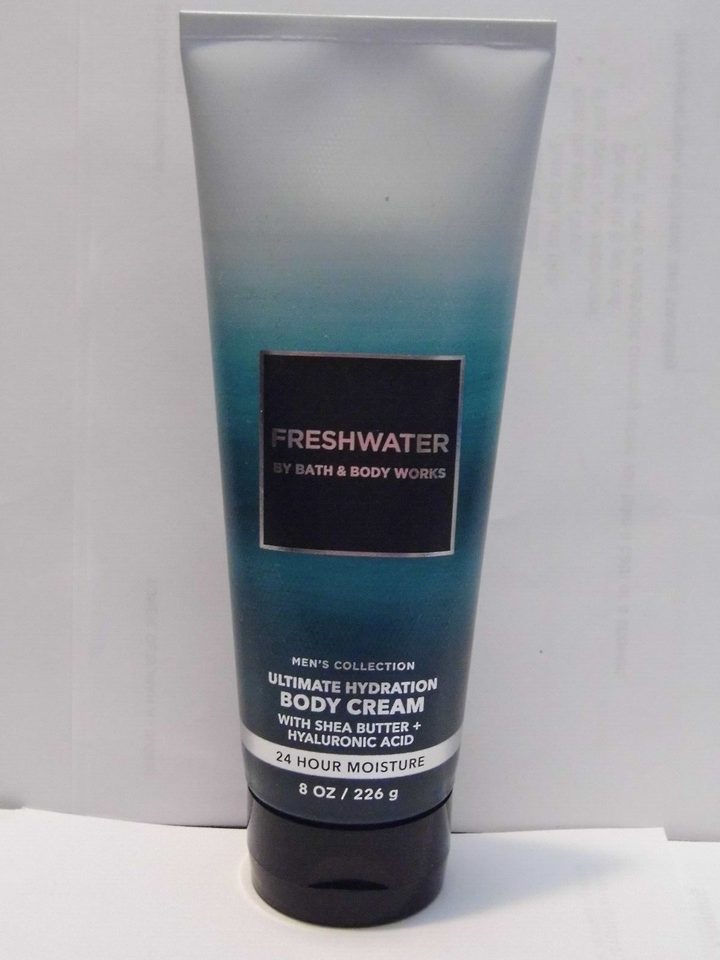 FRESHWATER
BY BATH & BODY WORKS
MEN'S COLLECTION
ULTIMATE HYDRATION
BODY CREAM
WITH SHEA BUTTER +
HYALURONIC ACID
24 HOUR MOISTURE
8 OZ / 226 g